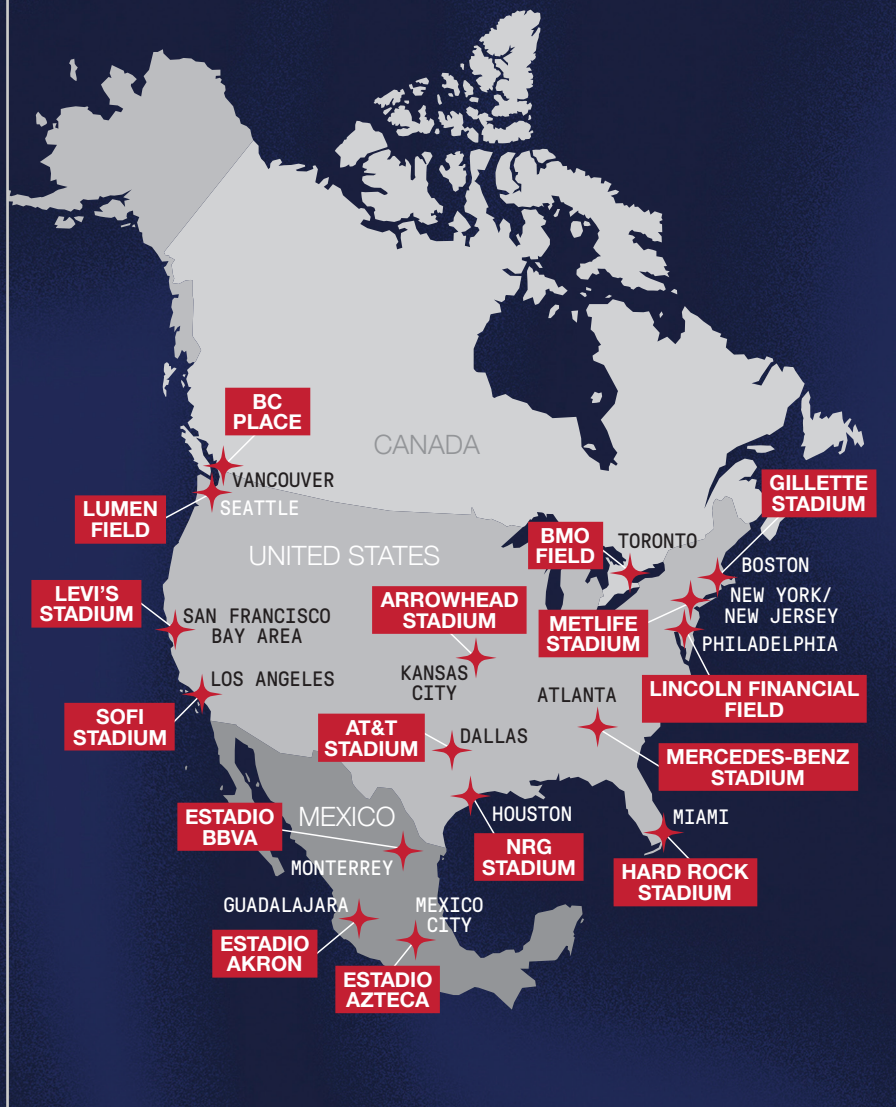 BC
PLACE
CANADA
VANCOUVER
LUMEN
FIELD
SEATTLE
GILLETTE
STADIUM
UNITED STATES
BMO
FIELD
TORONTO
BOSTON
LEVI'S
STADIUM
SAN FRANCISCO
BAY AREA
ARROWHEAD
STADIUM
METLIFE
STADIUM
NEW YORK/
NEW JERSEY
PHILADELPHIA
LOS ANGELES
KANSAS
CITY
LINCOLN FINANCIAL
FIELD
SOFI
STADIUM
AT&T
STADIUM
DALLAS
ATLANTA
MERCEDES-BENZ
STADIUM
ESTADIO
BBVA
MEXICO
HOUSTON
MIAMI
MONTERREY
NRG
STADIUM
HARD ROCK
STADIUM
GUADALAJARA
MEXICO
CITY
ESTADIO
AKRON
ESTADIO
AZTECA